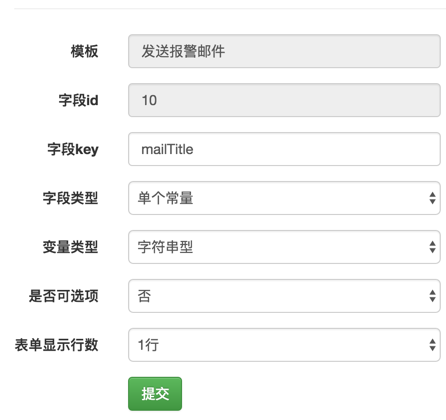 模板 发送报警邮件
字段id 10
字段key mailTitle
字段类型 单个常量
变量类型 字符串型
是否可选项 否
表单显示行数 1行
提交